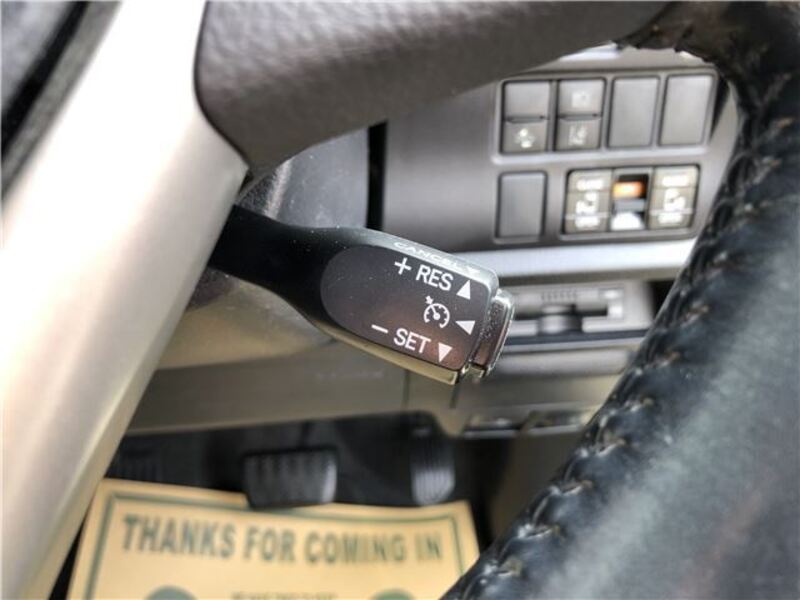 CANCEL
+ RES
- SET
THANKS FOR COMING IN